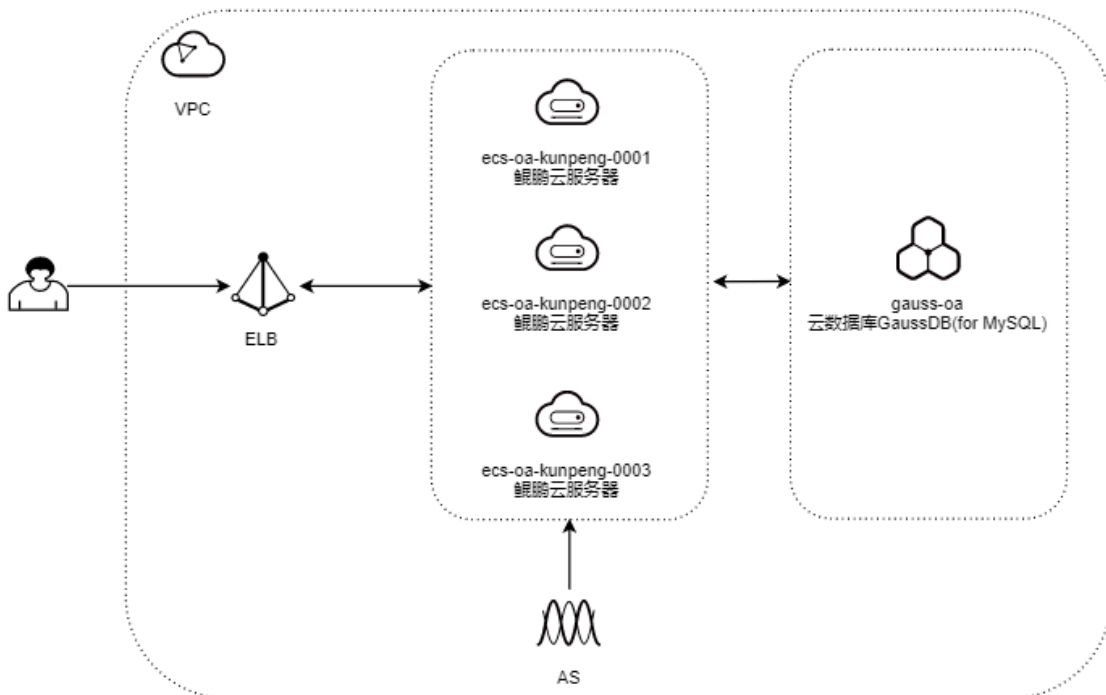 VPC
ecs-oa-kunpeng-0001
鲲鹏云服务器
ELB
ecs-oa-kunpeng-0002
鲲鹏云服务器
gauss-oa
云数据库GaussDB(for MySQL)
ecs-oa-kunpeng-0003
鲲鹏云服务器
AS